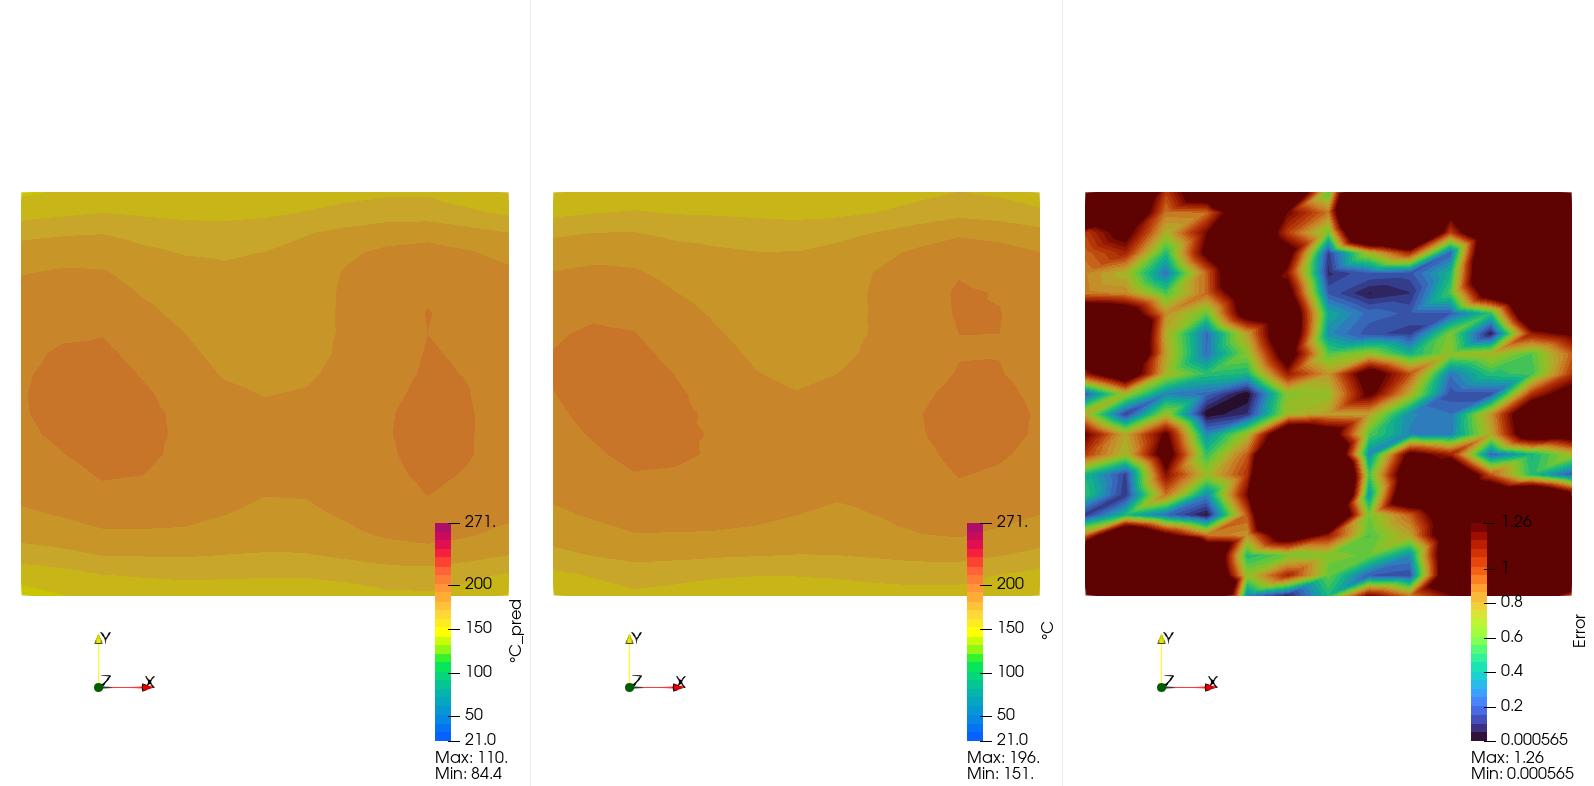 271.
200
150
100
50
21.0
°C_pred
Max: 110.
Min: 84.4
Y
Z
X
271.
200
150
100
50
21.0
°C
Max: 196.
Min: 151.
Y
Z
X
1.26
1
0.8
0.6
0.4
0.2
0.000565
Error
Max: 1.26
Min: 0.000565
Y
Z
X